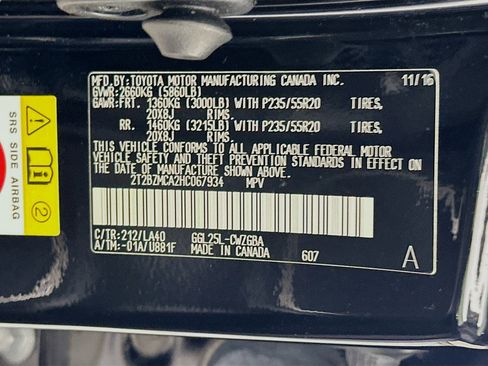 MFD. BY: TOYOTA MOTOR MANUFACTURING CANADA INC. 11/16
GVWR: 2660KG (5860LB)
GAWR: FRT. 1360KG (3000LB) WITH P235/55R20 TIRES,
20X8J RIMS.
RR. 1460KG (3215LB) WITH P235/55R20 TIRES,
20X8J RIMS.
THIS VEHICLE CONFORMS TO ALL APPLICABLE FEDERAL MOTOR
VEHICLE SAFETY AND THEFT PREVENTION STANDARDS IN EFFECT
ON THE DATE OF MANUFACTURE SHOWN ABOVE.
2T2BZMCA2HC067934 MPV
C/TR: 212/LA40 GGL25L-CWZGBA
A/TM: -01A/U881F MADE IN CANADA 607 A
SRS SIDE AIRBAG
2